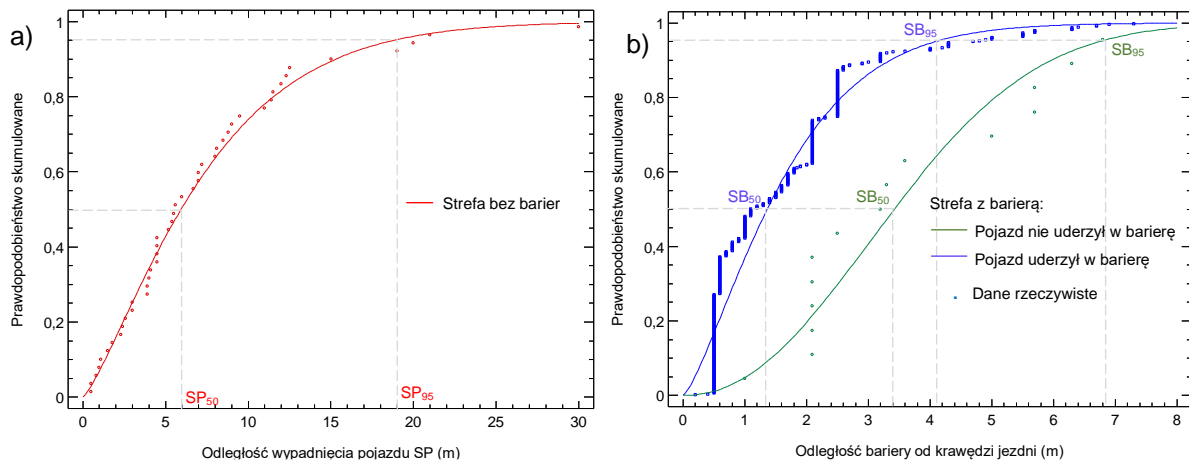 a)
Prawdopodobieństwo skumulowane
1
0,8
0,6
0,4
0,2
0
Strefa bez barier
SP50
SP95
0 5 10 15 20 25 30
Odległość wypadnięcia pojazdu SP (m)
b)
Prawdopodobieństwo skumulowane
1
0,8
0,6
0,4
0,2
0
SB95
SB95
SB50
SB50
Strefa z barierą:
Pojazd nie uderzył w barierę
Pojazd uderzył w barierę
Dane rzeczywiste
0 1 2 3 4 5 6 7 8
Odległość bariery od krawędzi jezdni (m)